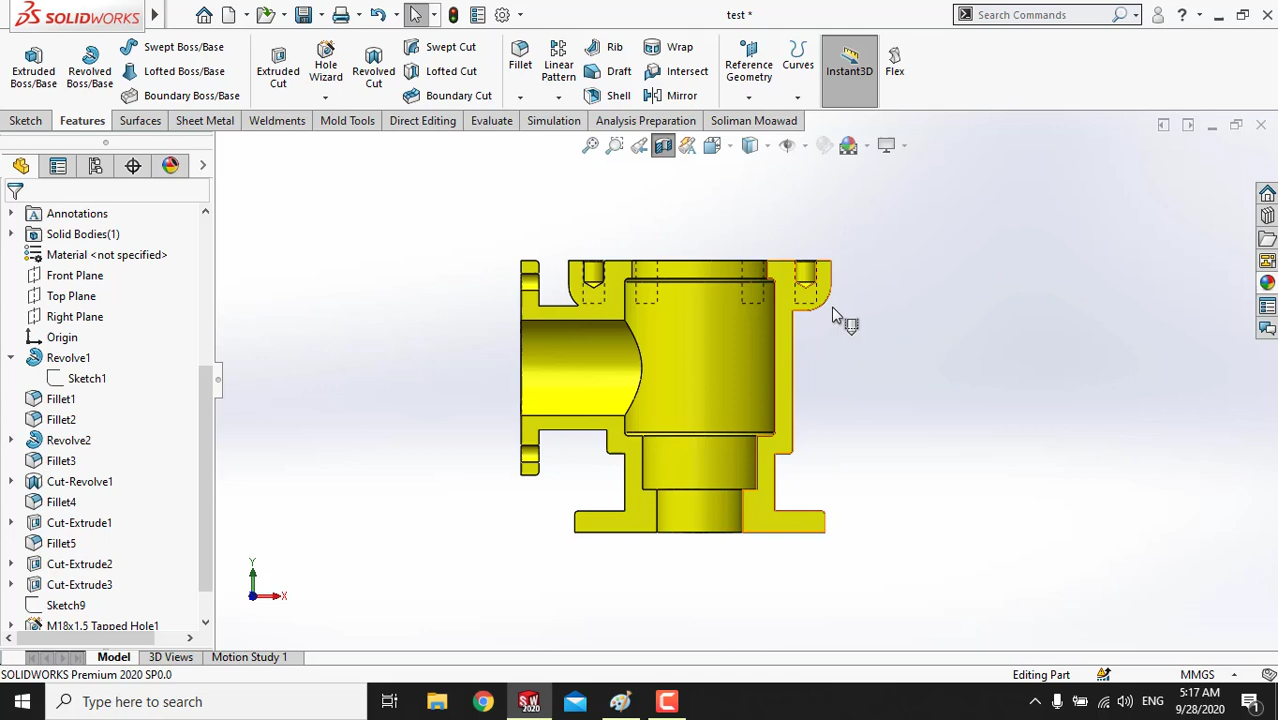 SOLIDWORKS
test *
Search Commands
?
Extruded Boss/Base
Revolved Boss/Base
Swept Boss/Base
Lofted Boss/Base
Boundary Boss/Base
Extruded Cut
Hole Wizard
Revolved Cut
Swept Cut
Lofted Cut
Boundary Cut
Fillet
Linear Pattern
Rib
Draft
Shell
Wrap
Intersect
Mirror
Reference Geometry
Curves
Instant3D
Flex
Sketch
Features
Surfaces
Sheet Metal
Weldments
Mold Tools
Direct Editing
Evaluate
Simulation
Analysis Preparation
Soliman Moawad
Annotations
Solid Bodies(1)
Material <not specified>
Front Plane
Top Plane
Right Plane
Origin
Revolve1
Sketch1
Fillet1
Fillet2
Revolve2
Fillet3
Cut-Revolve1
Fillet4
Cut-Extrude1
Fillet5
Cut-Extrude2
Cut-Extrude3
Sketch9
M18x1.5 Tapped Hole1
Y
X
Model
3D Views
Motion Study 1
SOLIDWORKS Premium 2020 SP0.0
Editing Part
MMGS
Type here to search
SW 2020
ENG
5:17 AM
9/28/2020
1